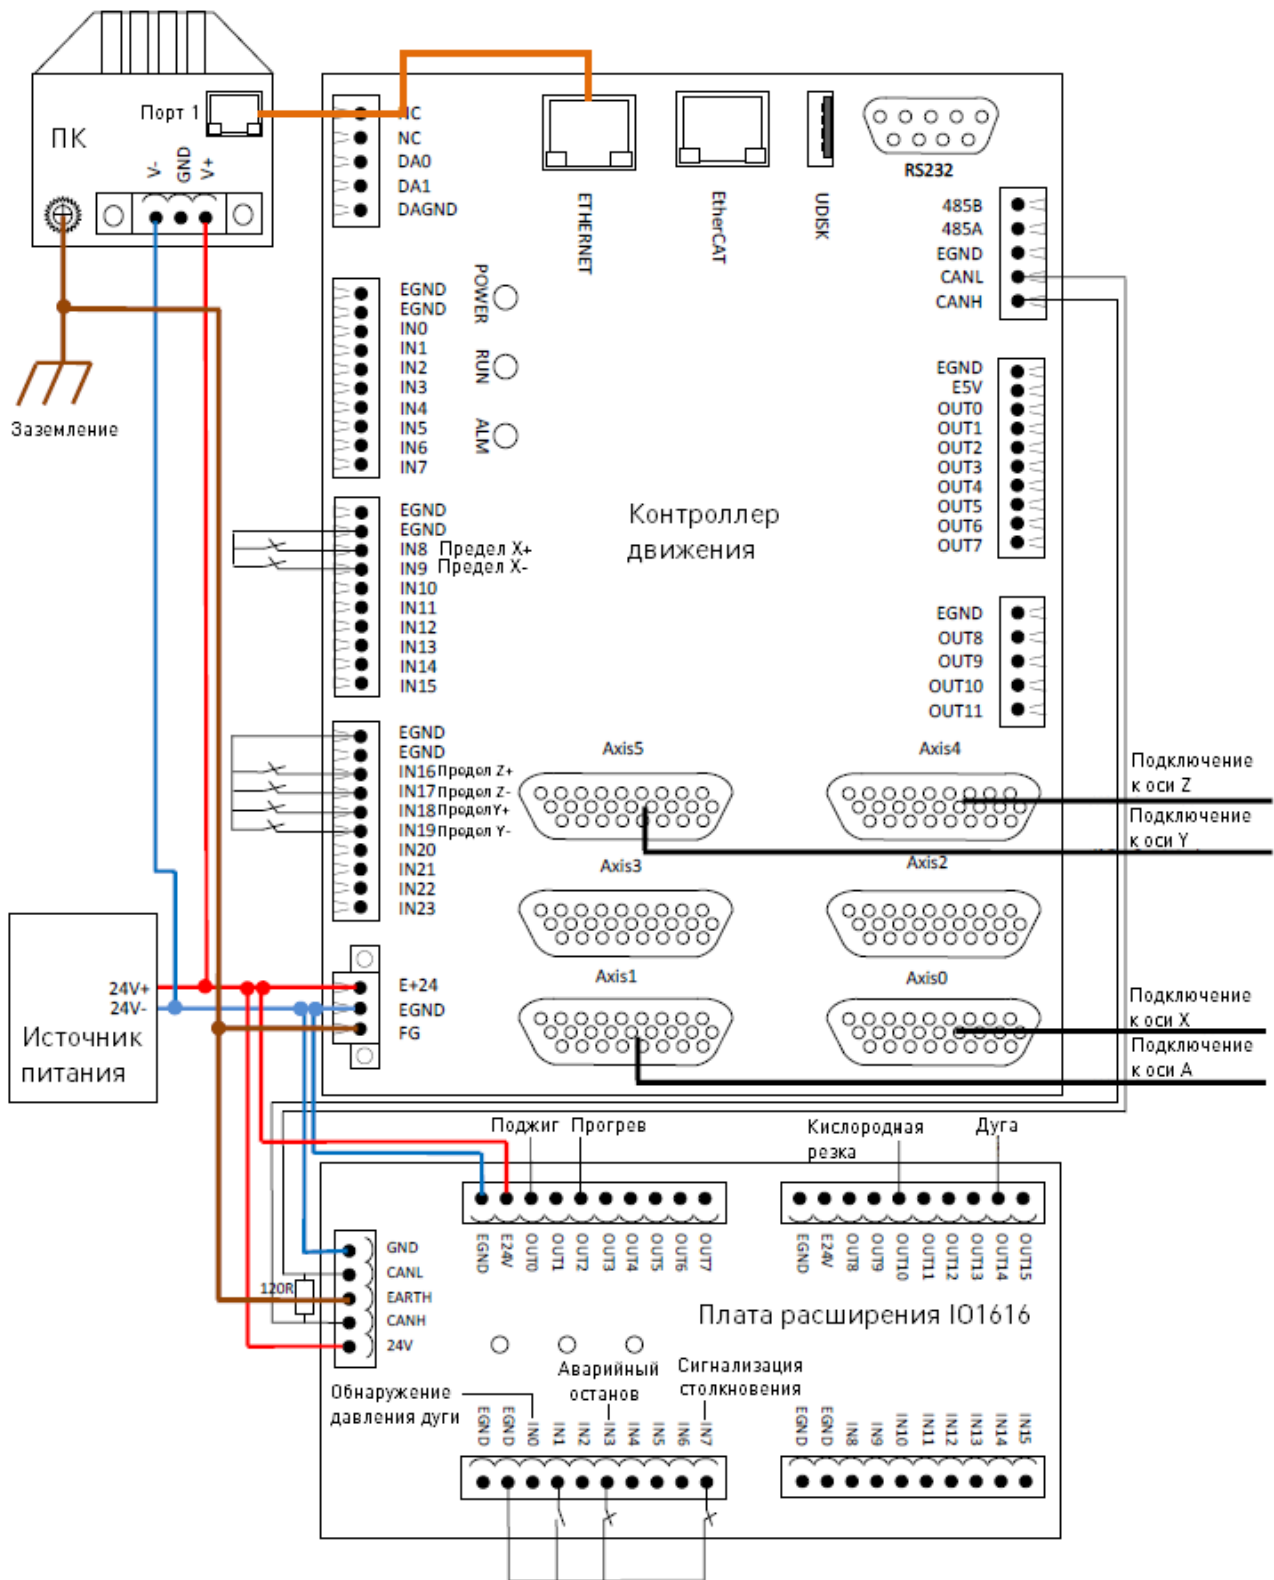 Порт 1
ПК
V-
GND
V+
Заземление
NC
NC
DA0
DA1
DAGND
ETHERNET
EtherCAT
UDISK
RS232
485B
485A
EGND
CANL
CANH
EGND
EGND
IN0
IN1
IN2
IN3
IN4
IN5
IN6
IN7
POWER
RUN
ALM
EGND
E5V
OUT0
OUT1
OUT2
OUT3
OUT4
OUT5
OUT6
OUT7
Контроллер
движения
EGND
EGND
IN8 Предел X+
IN9 Предел X-
IN10
IN11
IN12
IN13
IN14
IN15
EGND
OUT8
OUT9
OUT10
OUT11
EGND
EGND
IN16 Предел Z+
IN17 Предел Z-
IN18 Предел Y+
IN19 Предел Y-
IN20
IN21
IN22
IN23
Axis5
Axis4
Подключение
к оси Z
Подключение
к оси Y
Axis3
Axis2
Axis1
Axis0
Подключение
к оси X
Подключение
к оси A
24V+
24V-
Источник
питания
E+24
EGND
FG
Поджиг
Прогрев
Кислородная
резка
Дуга
EGND
E24V
OUT0
OUT1
OUT2
OUT3
OUT4
OUT5
OUT6
OUT7
EGND
E24V
OUT8
OUT9
OUT10
OUT11
OUT12
OUT13
OUT14
OUT15
GND
CANL
EARTH
CANH
24V
120R
Плата расширения IO1616
Обнаружение
давления дуги
Аварийный
останов
Сигнализация
столкновения
EGND
EGND
IN0
IN1
IN2
IN3
IN4
IN5
IN6
IN7
EGND
EGND
IN8
IN9
IN10
IN11
IN12
IN13
IN14
IN15